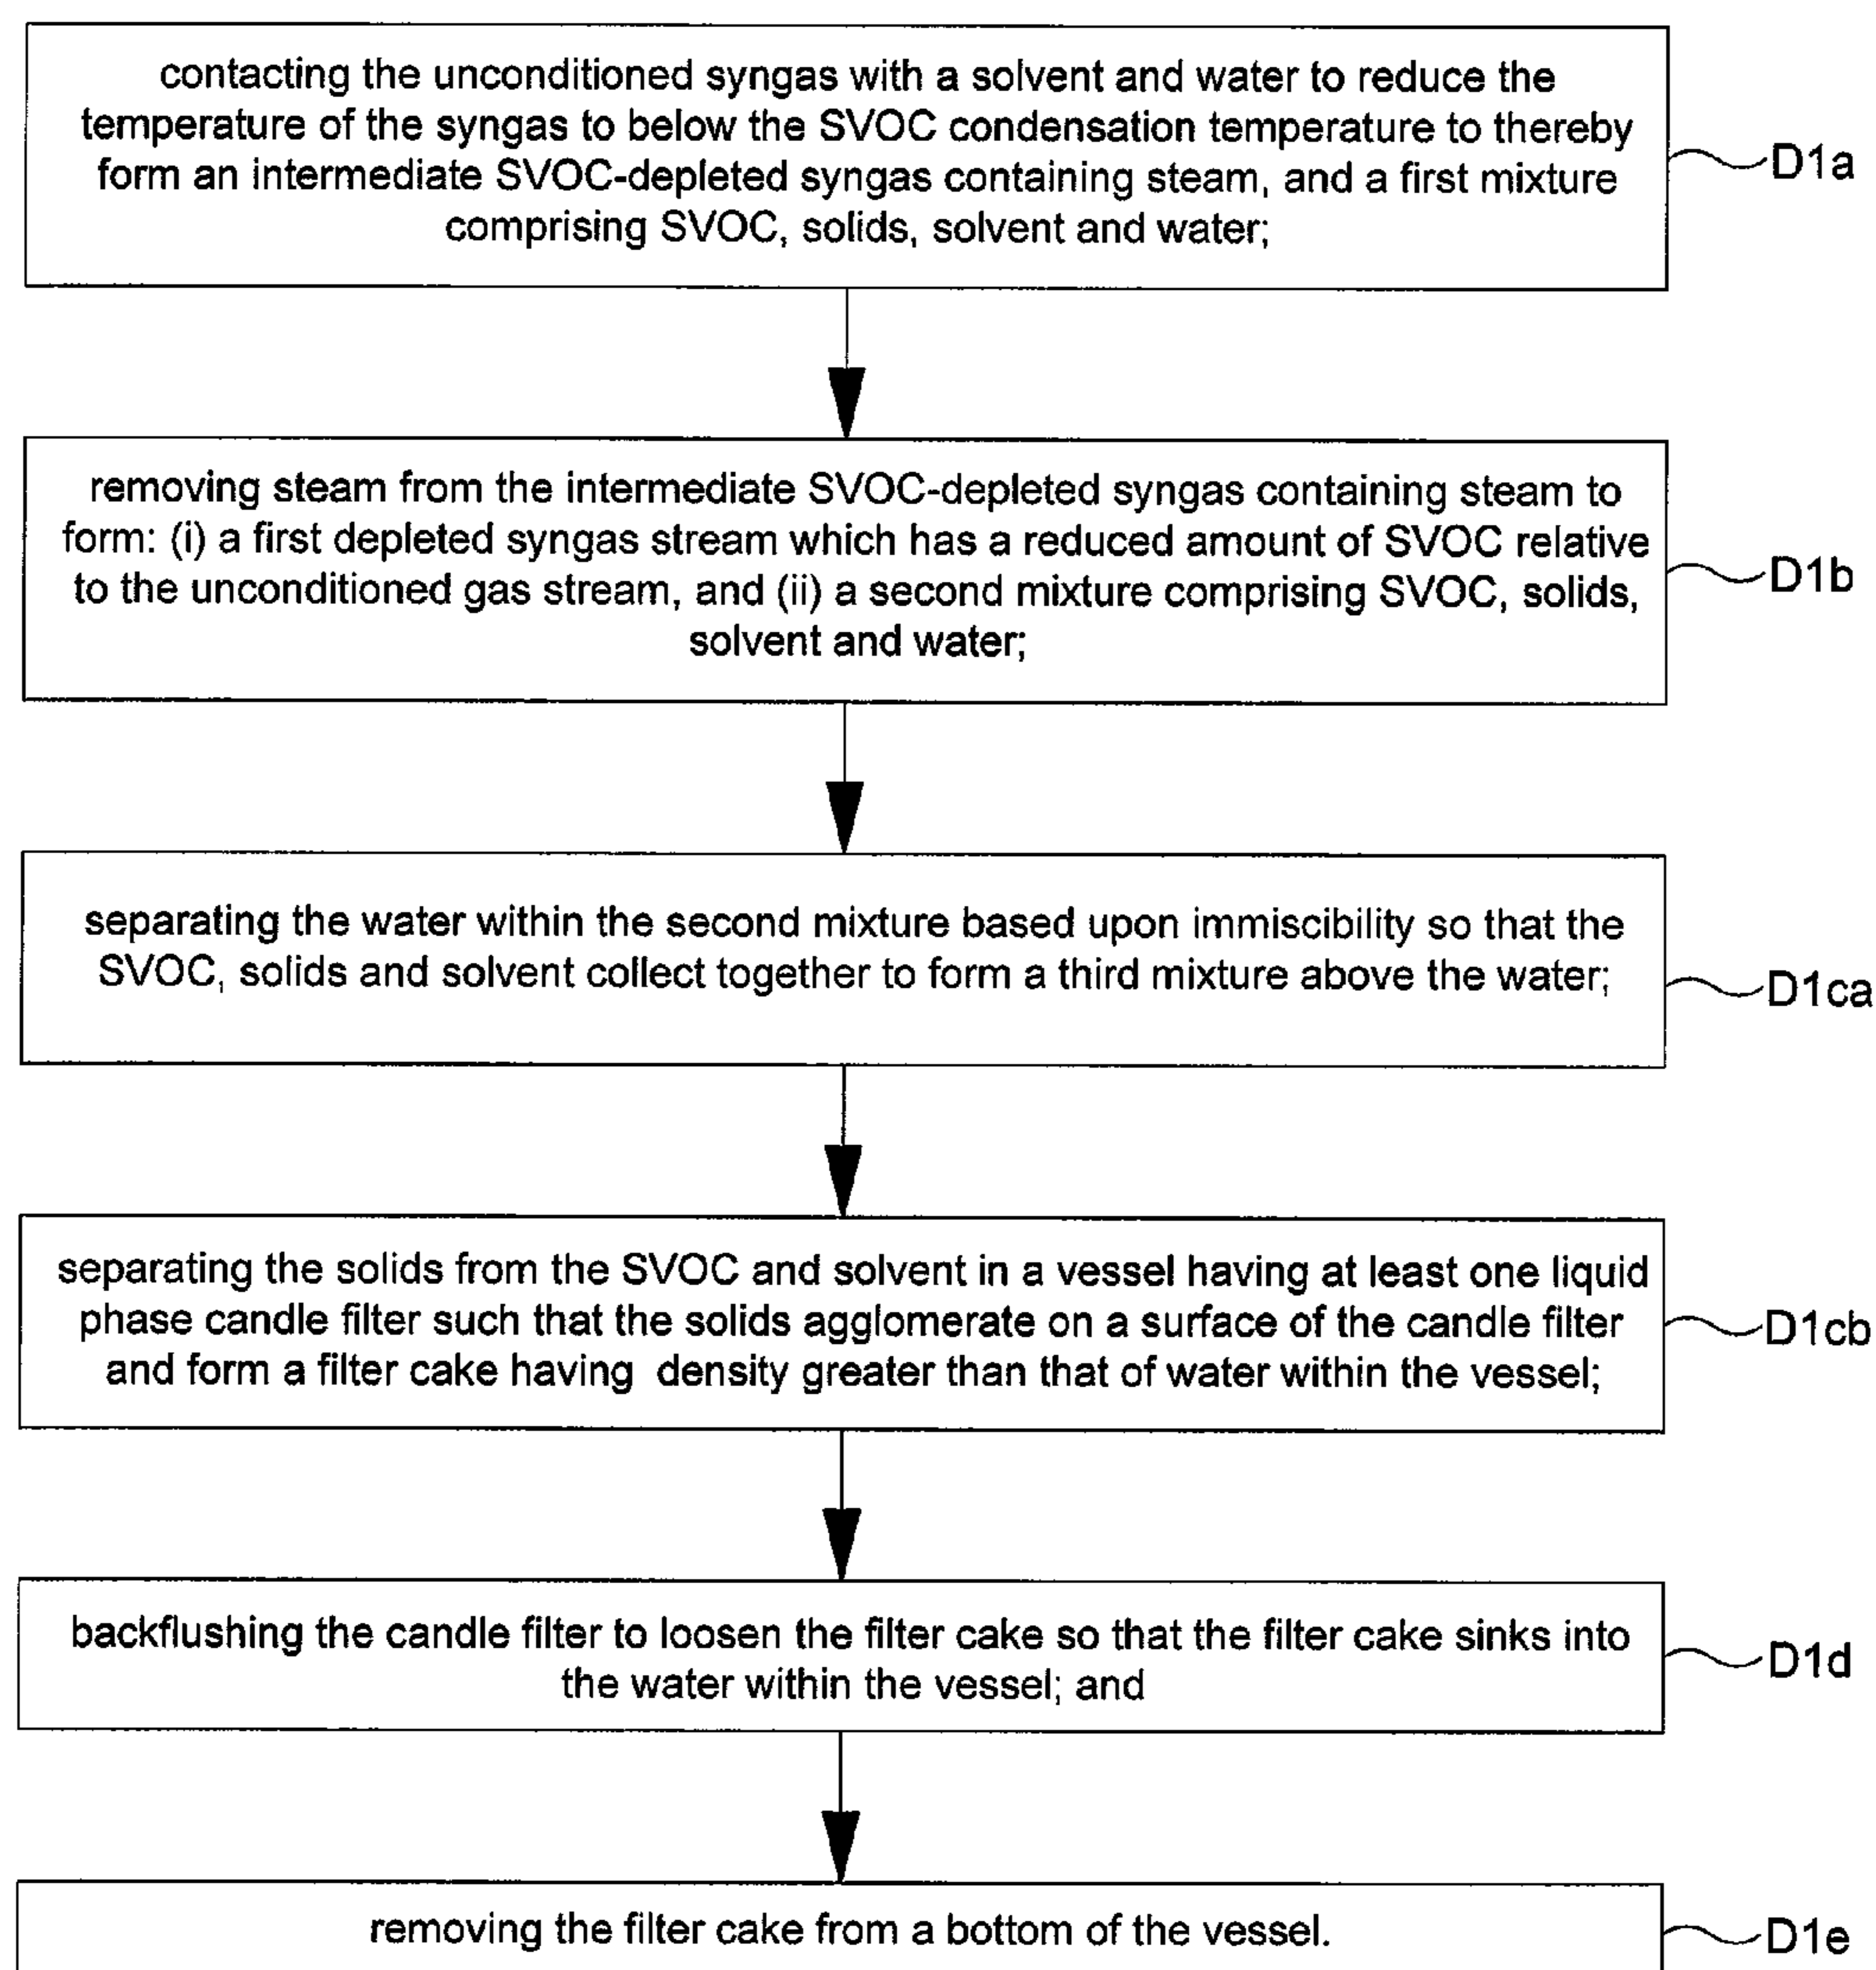 contacting the unconditioned syngas with a solvent and water to reduce the
temperature of the syngas to below the SVOC condensation temperature to thereby
form an intermediate SVOC-depleted syngas containing steam, and a first mixture
comprising SVOC, solids, solvent and water;
D1a
removing steam from the intermediate SVOC-depleted syngas containing steam to
form: (i) a first depleted syngas stream which has a reduced amount of SVOC relative
to the unconditioned gas stream, and (ii) a second mixture comprising SVOC, solids,
solvent and water;
D1b
separating the water within the second mixture based upon immiscibility so that the
SVOC, solids and solvent collect together to form a third mixture above the water;
D1ca
separating the solids from the SVOC and solvent in a vessel having at least one liquid
phase candle filter such that the solids agglomerate on a surface of the candle filter
and form a filter cake having density greater than that of water within the vessel;
D1cb
backflushing the candle filter to loosen the filter cake so that the filter cake sinks into
the water within the vessel; and
D1d
removing the filter cake from a bottom of the vessel.
D1e